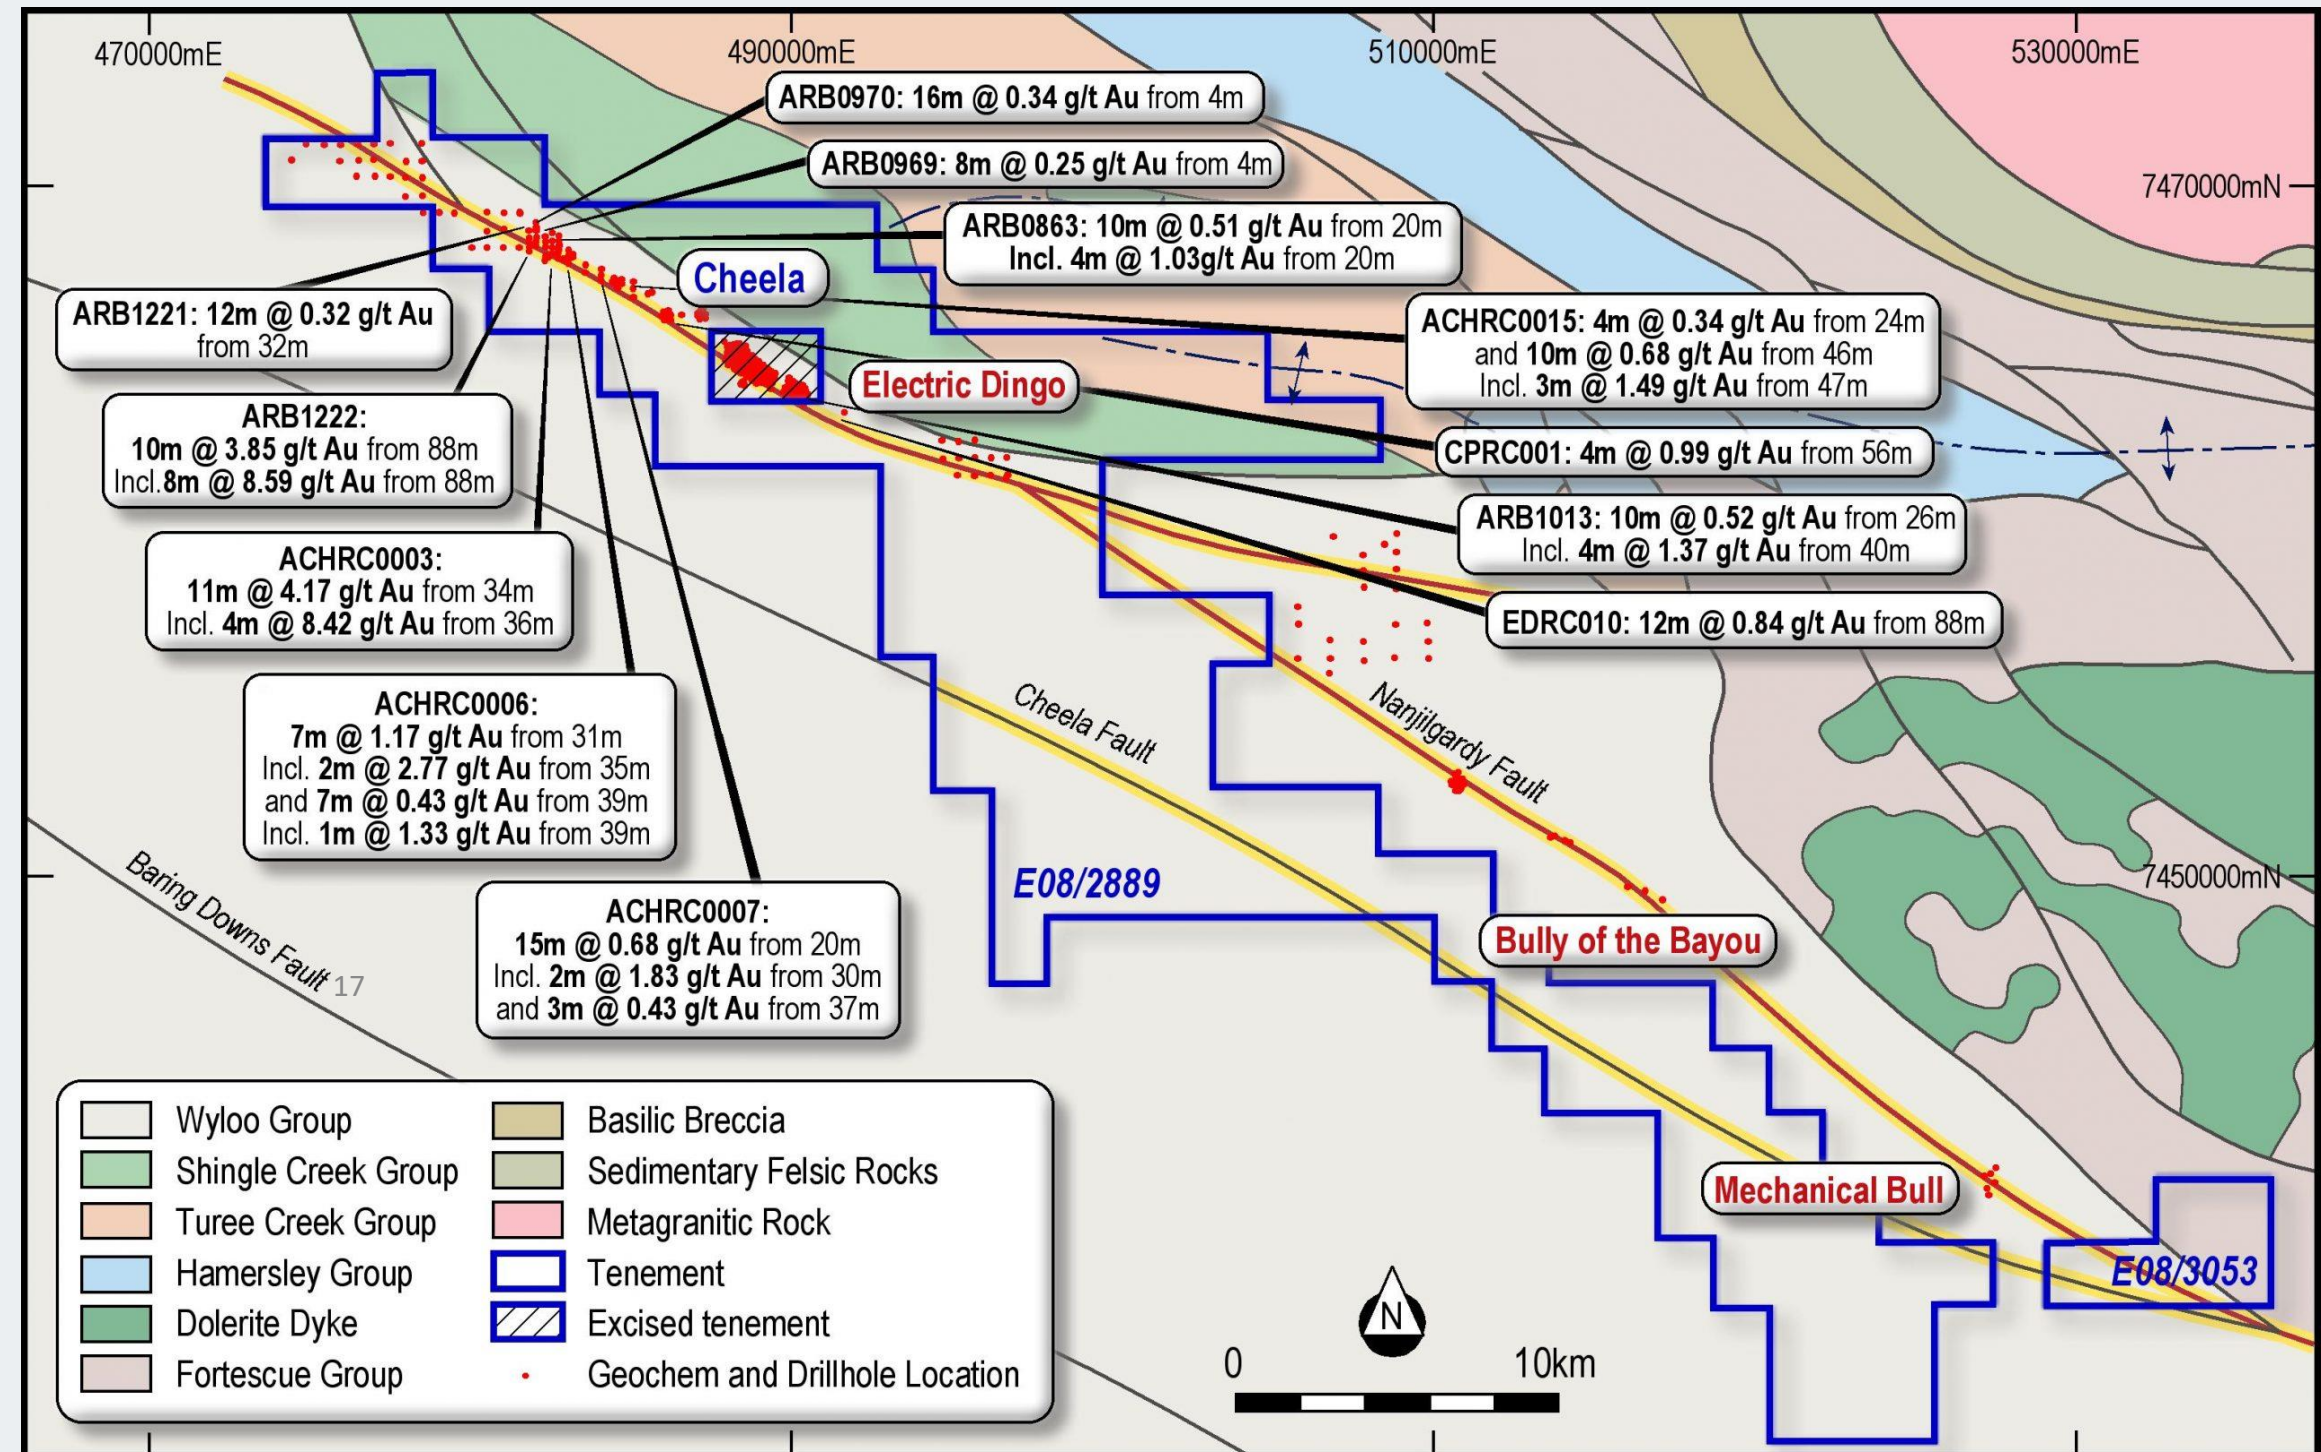 470000mE
490000mE
510000mE
530000mE
ARB0970: 16m @ 0.34 g/t Au from 4m
ARB0969: 8m @ 0.25 g/t Au from 4m
7470000mN
ARB0863: 10m @ 0.51 g/t Au from 20m
Incl. 4m @ 1.03g/t Au from 20m
Cheela
ARB1221: 12m @ 0.32 g/t Au
from 32m
ACHRC0015: 4m @ 0.34 g/t Au from 24m
and 10m @ 0.68 g/t Au from 46m
Incl. 3m @ 1.49 g/t Au from 47m
Electric Dingo
ARB1222:
10m @ 3.85 g/t Au from 88m
Incl.8m @ 8.59 g/t Au from 88m
CPRC001: 4m @ 0.99 g/t Au from 56m
ARB1013: 10m @ 0.52 g/t Au from 26m
Incl. 4m @ 1.37 g/t Au from 40m
ACHRC0003:
11m @ 4.17 g/t Au from 34m
Incl. 4m @ 8.42 g/t Au from 36m
EDRC010: 12m @ 0.84 g/t Au from 88m
ACHRC0006:
7m @ 1.17 g/t Au from 31m
Incl. 2m @ 2.77 g/t Au from 35m
and 7m @ 0.43 g/t Au from 39m
Incl. 1m @ 1.33 g/t Au from 39m
Cheela Fault
Nanjilgardy Fault
7450000mN
E08/2889
Baring Downs Fault
17
ACHRC0007:
15m @ 0.68 g/t Au from 20m
Incl. 2m @ 1.83 g/t Au from 30m
and 3m @ 0.43 g/t Au from 37m
Bully of the Bayou
Mechanical Bull
E08/3053
Wyloo Group
Shingle Creek Group
Turee Creek Group
Hamersley Group
Dolerite Dyke
Fortescue Group
Basilic Breccia
Sedimentary Felsic Rocks
Metagranitic Rock
Tenement
Excised tenement
Geochem and Drillhole Location
N
0
10km